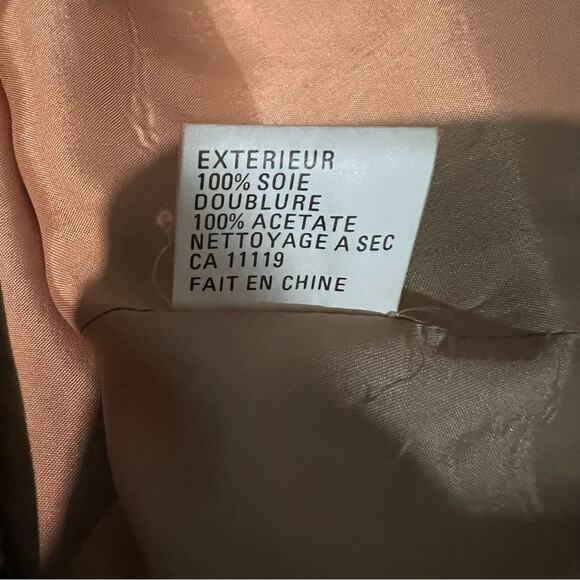 EXTERIEUR
100% SOIE
DOUBLURE
100% ACETATE
NETTOYAGE A SEC
CA 11119
FAIT EN CHINE